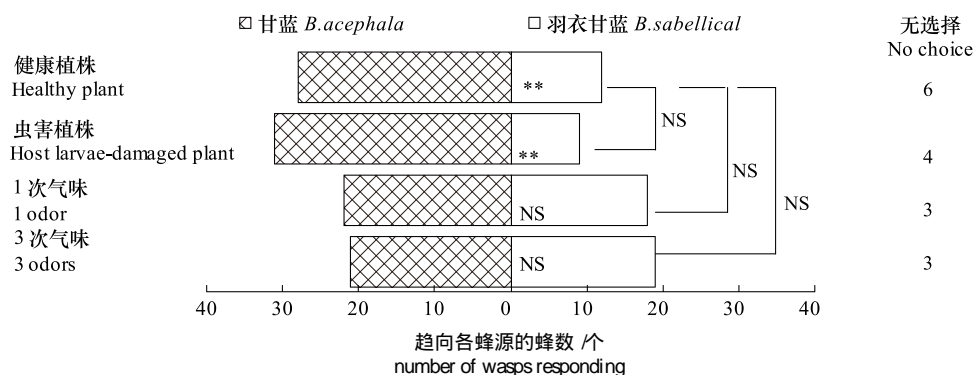 甘蓝 B.acephala
羽衣甘蓝 B.sabellical
无选择
No choice
健康植株
Healthy plant
**
NS
6
虫害植株
Host larvae-damaged plant
**
NS
4
1 次气味
1 odor
NS
NS
3
3 次气味
3 odors
NS
3
40 30 20 10 0 10 20 30 40
趋向各蜂源的蜂数 /个
number of wasps responding